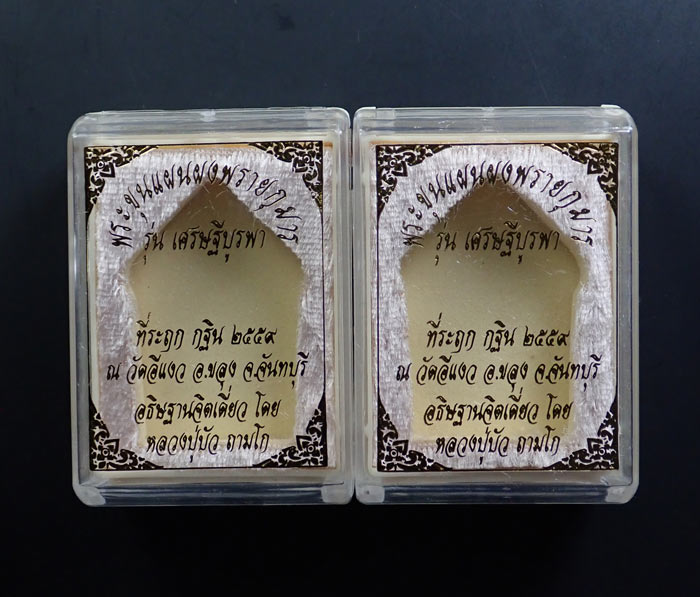 พระขุนแผนผงพรายกุมาร
รุ่น เศรษฐีบูรพา
ที่ระฤก กฐิน ๒๕๕๙
ณ วัดอีแงว อ.ขลุง จ.จันทบุรี
อธิษฐานจิตเดี่ยว โดย
หลวงปู่บัว ถามโก
พระขุนแผนผงพรายกุมาร
รุ่น เศรษฐีบูรพา
ที่ระฤก กฐิน ๒๕๕๙
ณ วัดอีแงว อ.ขลุง จ.จันทบุรี
อธิษฐานจิตเดี่ยว โดย
หลวงปู่บัว ถามโก